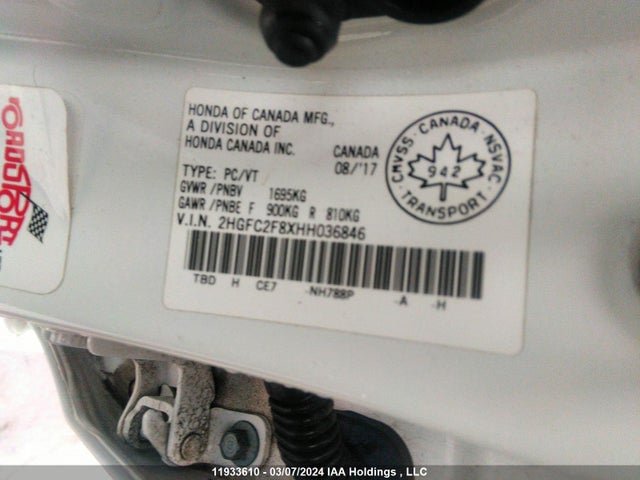 HONDA OF CANADA MFG.,
A DIVISION OF
HONDA CANADA INC.
CANADA
08/'17
TYPE: PC/VT
GVWR/PNBV 1695KG
GAWR/PNBE F 900KG R 810KG
V.I.N. 2HGFC2F8XHH036846
TBD H CE7 -NH788P -A -H
CMVSS · CANADA · NSVAC
942
· TRANSPORT ·
11933610 - 03/07/2024 IAA Holdings , LLC